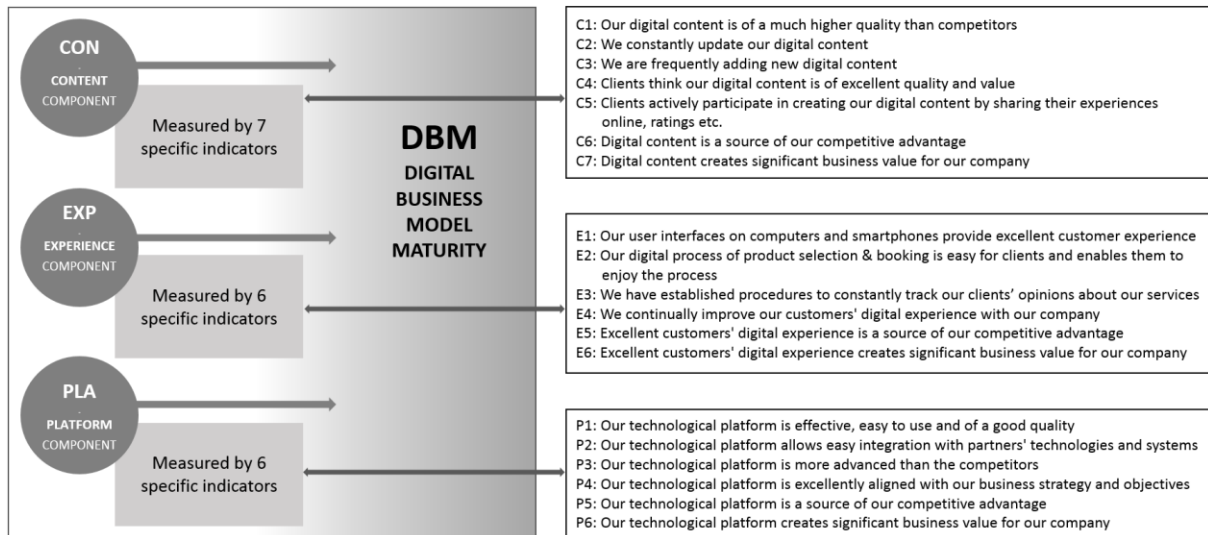 CON
-
CONTENT
COMPONENT
Measured by 7
specific indicators
EXP
-
EXPERIENCE
COMPONENT
Measured by 6
specific indicators
PLA
-
PLATFORM
COMPONENT
Measured by 6
specific indicators
DBM
DIGITAL
BUSINESS
MODEL
MATURITY
C1: Our digital content is of a much higher quality than competitors
C2: We constantly update our digital content
C3: We are frequently adding new digital content
C4: Clients think our digital content is of excellent quality and value
C5: Clients actively participate in creating our digital content by sharing their experiences
online, ratings etc.
C6: Digital content is a source of our competitive advantage
C7: Digital content creates significant business value for our company
E1: Our user interfaces on computers and smartphones provide excellent customer experience
E2: Our digital process of product selection & booking is easy for clients and enables them to
enjoy the process
E3: We have established procedures to constantly track our clients’ opinions about our services
E4: We continually improve our customers' digital experience with our company
E5: Excellent customers' digital experience is a source of our competitive advantage
E6: Excellent customers' digital experience creates significant business value for our company
P1: Our technological platform is effective, easy to use and of a good quality
P2: Our technological platform allows easy integration with partners' technologies and systems
P3: Our technological platform is more advanced than the competitors
P4: Our technological platform is excellently aligned with our business strategy and objectives
P5: Our technological platform is a source of our competitive advantage
P6: Our technological platform creates significant business value for our company